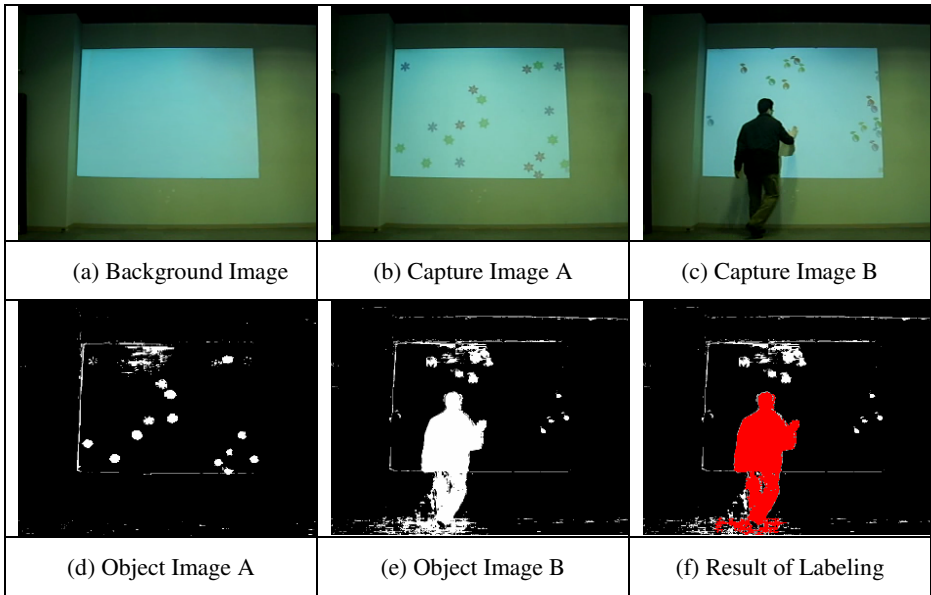 (a) Background Image
(b) Capture Image A
(c) Capture Image B
(d) Object Image A
(e) Object Image B
(f) Result of Labeling